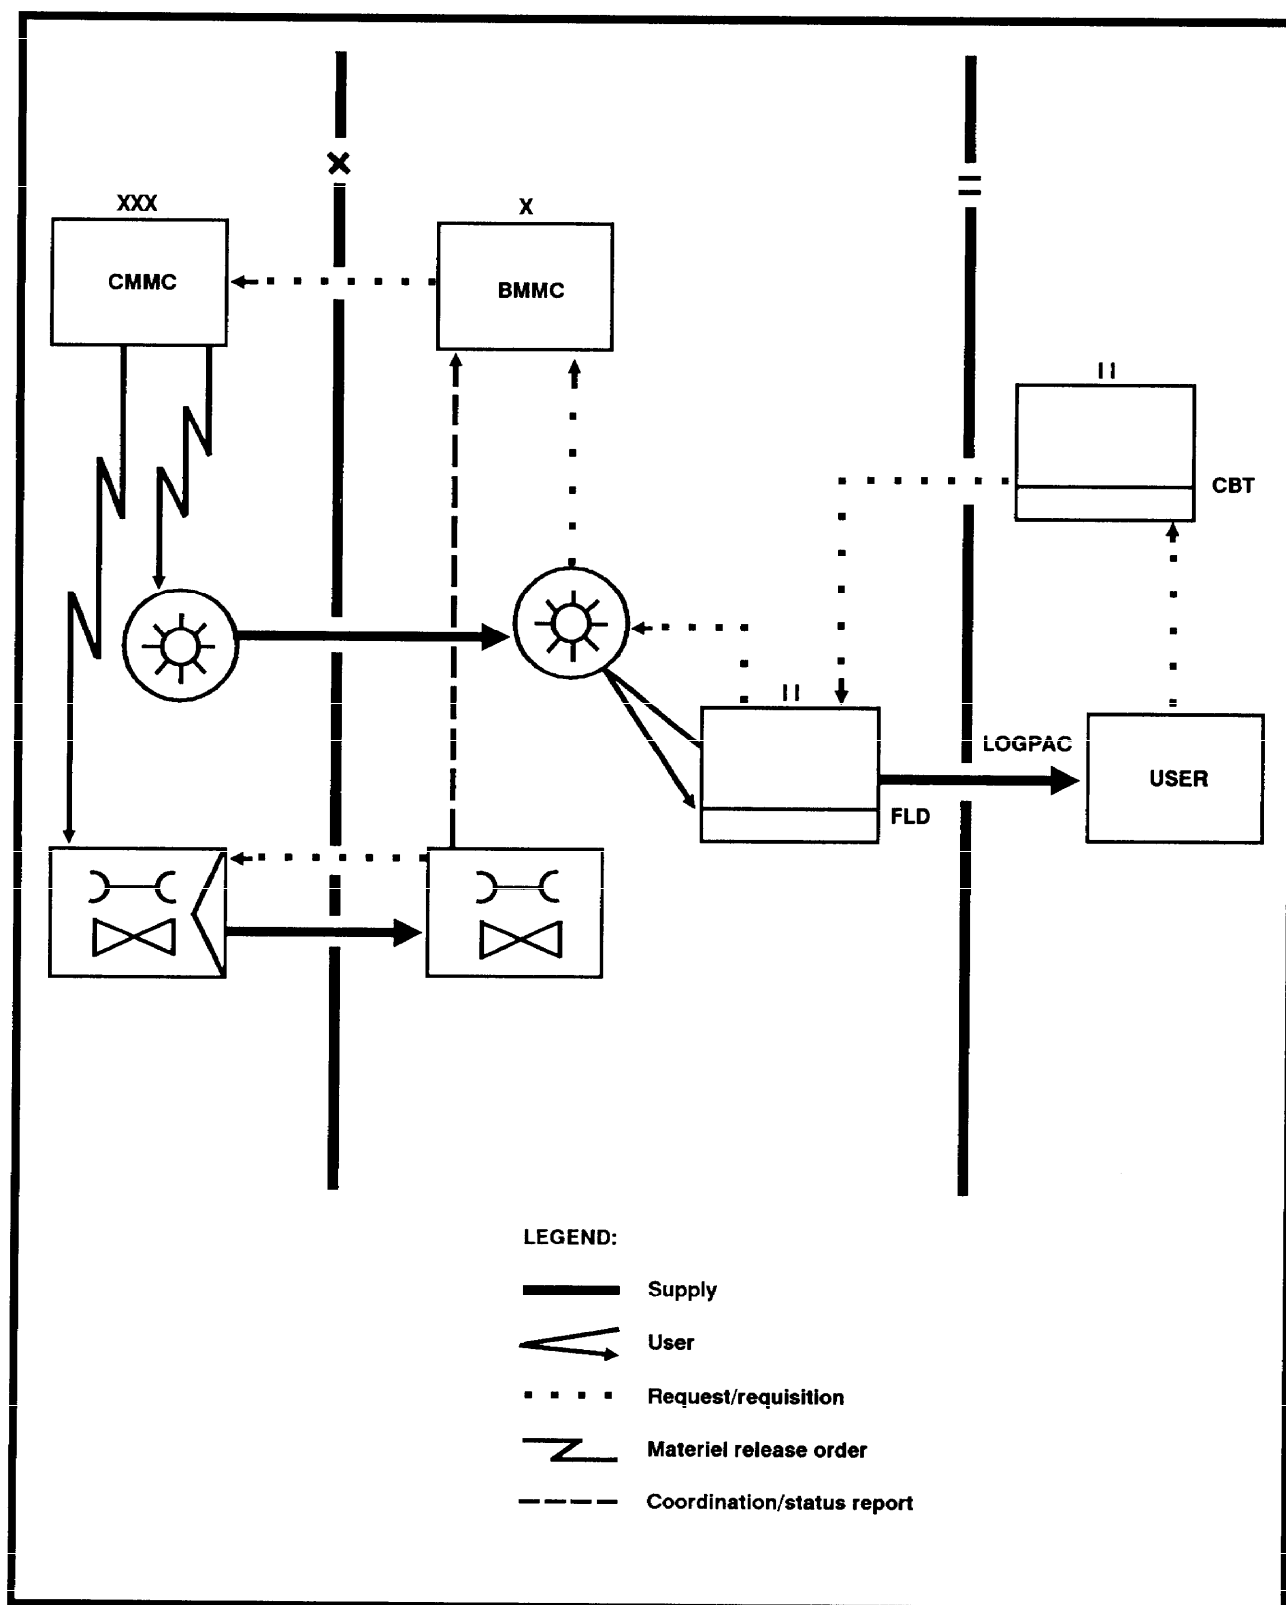 XXX
CMMC
X
BMMC
II
CBT
II
LOGPAC
USER
FLD
LEGEND:
Supply
User
Request/requisition
Materiel release order
Coordination/status report